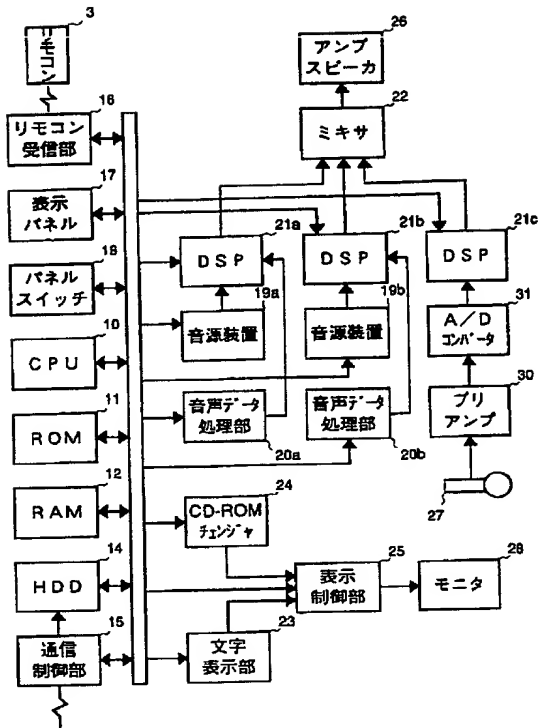 3
リモコン
16
リモコン
受信部
17
表示
パネル
18
パネル
スイッチ
10
CPU
11
ROM
12
RAM
14
HDD
15
通信
制御部
26
アンプ
スピーカ
22
ミキサ
21a
DSP
19a
音源装置
音声データ
処理部
20a
21b
DSP
19b
音源装置
音声データ
処理部
20b
21c
DSP
31
A/D
コンバータ
30
プリ
アンプ
27
24
CD-ROM
チェンジャ
25
表示
制御部
28
モニタ
23
文字
表示部